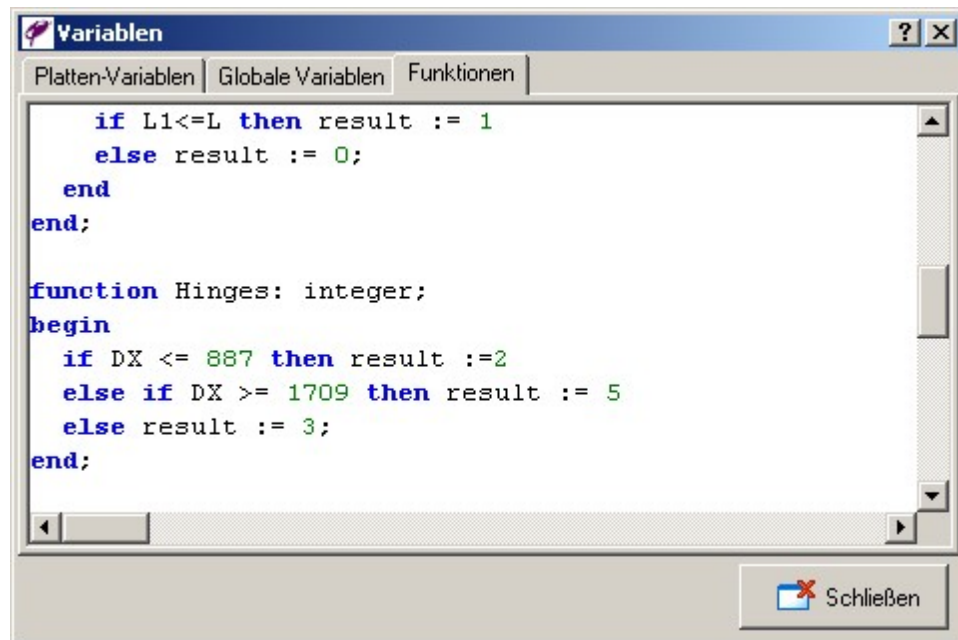 Variablen
Platten-Variablen Globale Variablen Funktionen
if L1<=L then result := 1
else result := 0;
end
end;
function Hinges: integer;
begin
if DX <= 887 then result :=2
else if DX >= 1709 then result := 5
else result := 3;
end;
Schließen